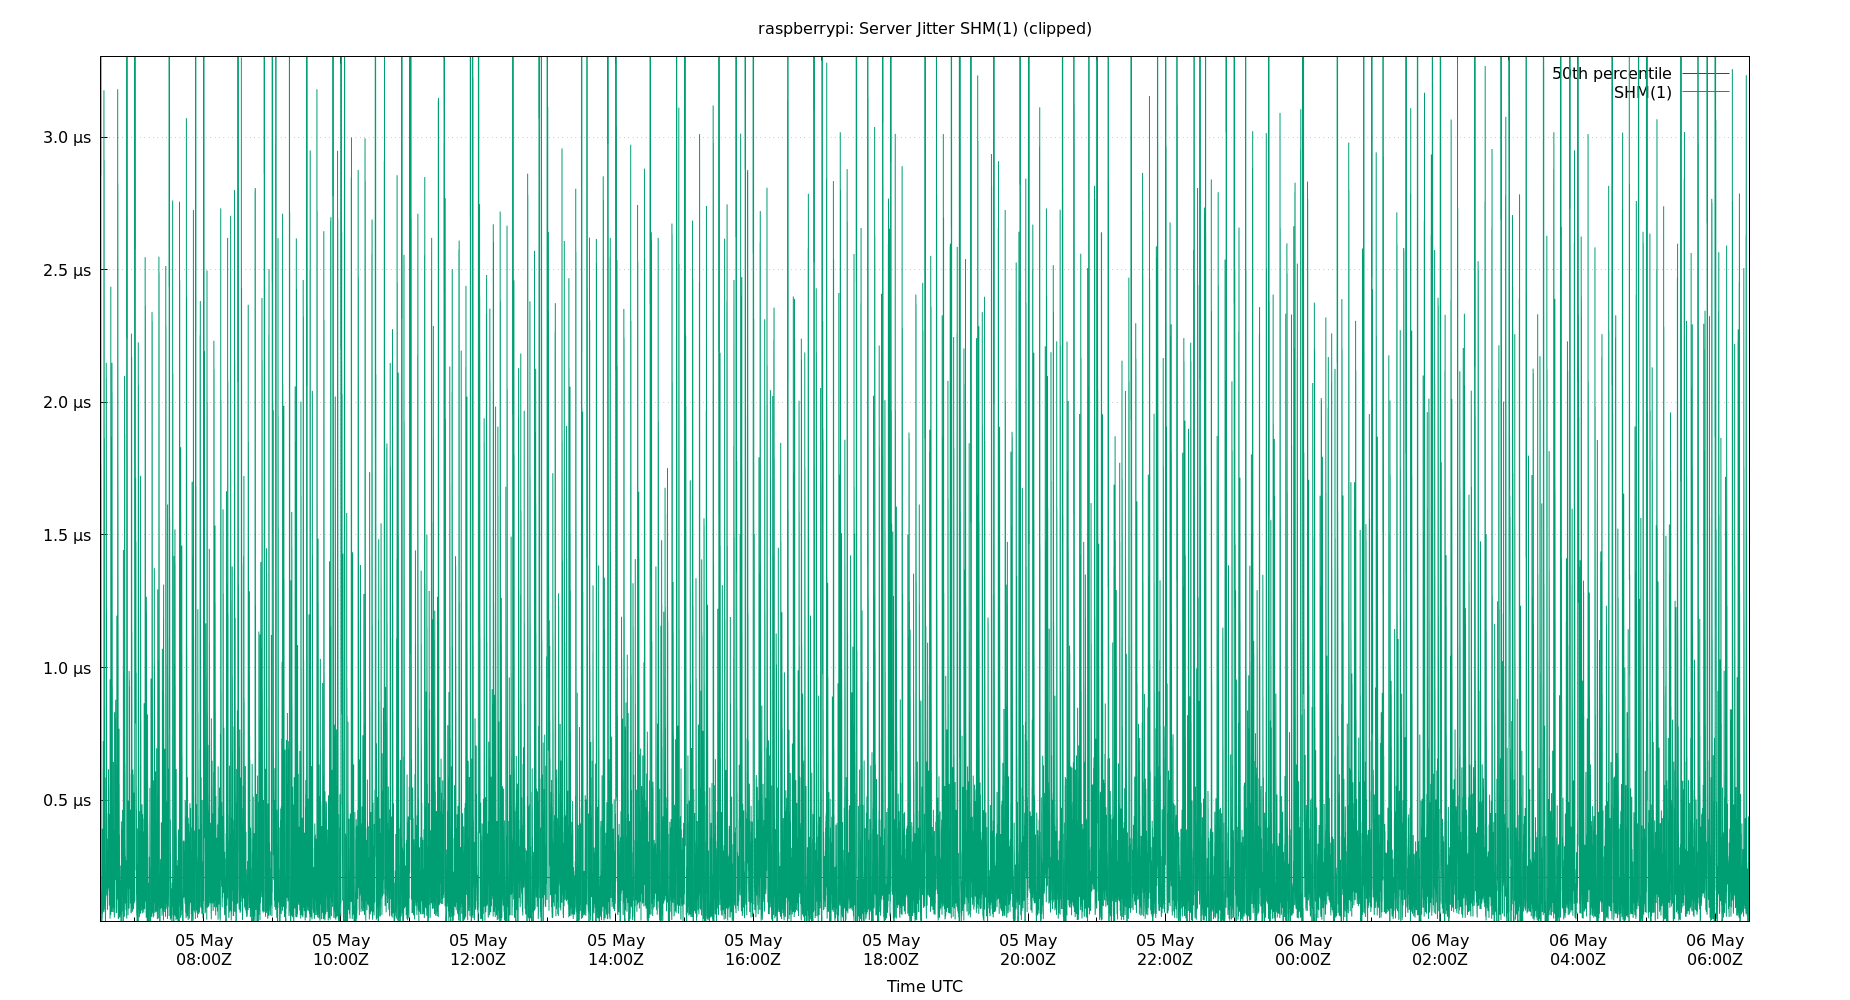 raspberrypi: Server Jitter SHM(1) (clipped)
50th percentile
SHM(1)
3.0 µs
2.5 µs
2.0 µs
1.5 µs
1.0 µs
0.5 µs
05 May 05 May 05 May 05 May 05 May 05 May 05 May 05 May 06 May 06 May 06 May 06 May
08:00Z 10:00Z 12:00Z 14:00Z 16:00Z 18:00Z 20:00Z 22:00Z 00:00Z 02:00Z 04:00Z 06:00Z
Time UTC